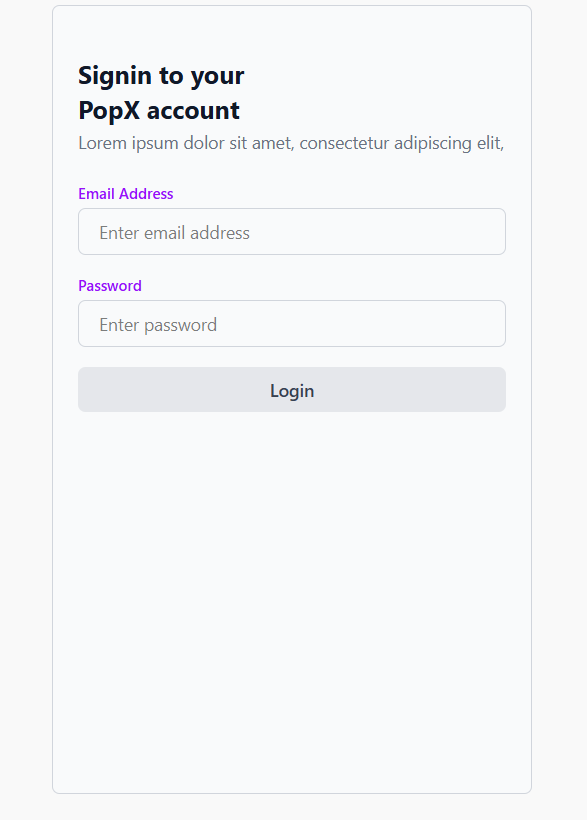 Signin to your
PopX account
Lorem ipsum dolor sit amet, consectetur adipiscing elit,
Email Address
Enter email address
Password
Enter password
Login